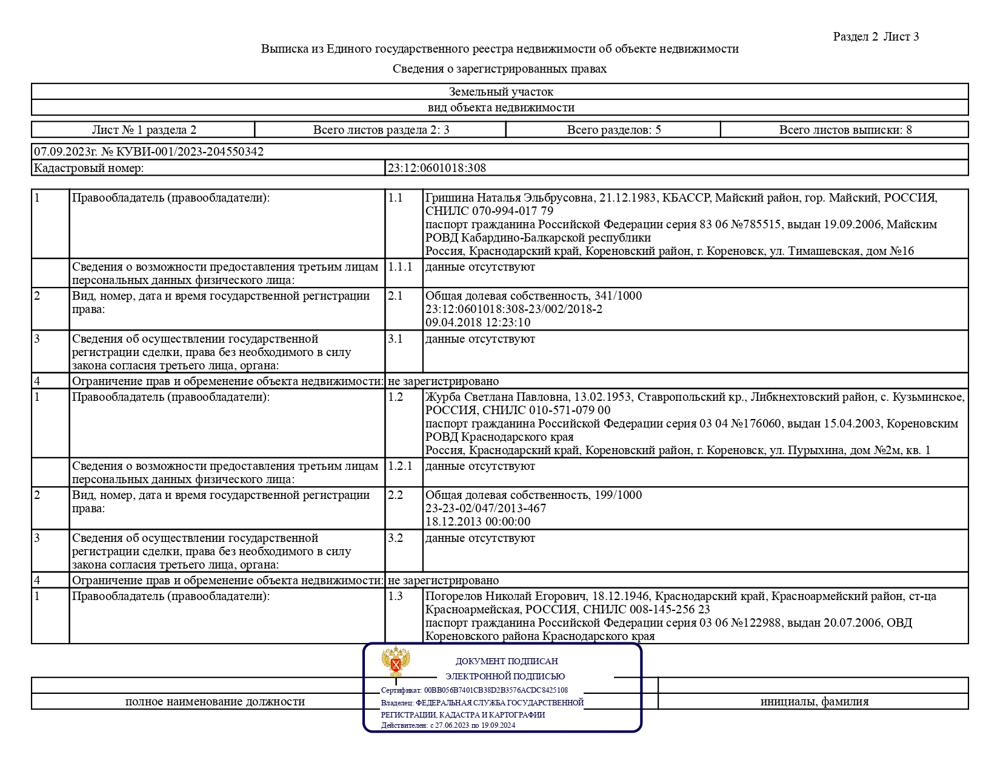 Раздел 2 Лист 3
Выписка из Единого государственного реестра недвижимости об объекте недвижимости
Сведения о зарегистрированных правах
Земельный участок
вид объекта недвижимости
Лист № 1 раздела 2 Всего листов раздела 2: 3 Всего разделов: 5 Всего листов выписки: 8
07.09.2023г. № КУВИ-001/2023-204550342
Кадастровый номер: 23:12:0601018:308
1 Правообладатель (правообладатели): 1.1 Гришина Наталья Эльбрусовна, 21.12.1983, КБАССР, Майский район, гор. Майский, РОССИЯ,
СНИЛС 070-994-017 79
паспорт гражданина Российской Федерации серия 83 06 №785515, выдан 19.09.2006, Майским
РОВД Кабардино-Балкарской республики
Россия, Краснодарский край, Кореновский район, г. Кореновск, ул. Тимашевская, дом №16
Сведения о возможности предоставления третьим лицам 1.1.1 данные отсутствуют
персональных данных физического лица:
2 Вид, номер, дата и время государственной регистрации 2.1 Общая долевая собственность, 341/1000
права: 23:12:0601018:308-23/002/2018-2
09.04.2018 12:23:10
3 Сведения об осуществлении государственной 3.1 данные отсутствуют
регистрации сделки, права без необходимого в силу
закона согласия третьего лица, органа:
4 Ограничение прав и обременение объекта недвижимости: не зарегистрировано
1 Правообладатель (правообладатели): 1.2 Журба Светлана Павловна, 13.02.1953, Ставропольский кр., Либкнехтовский район, с. Кузьминское,
РОССИЯ, СНИЛС 010-571-079 00
паспорт гражданина Российской Федерации серия 03 04 №176060, выдан 15.04.2003, Кореновским
РОВД Краснодарского края
Россия, Краснодарский край, Кореновский район, г. Кореновск, ул. Пурыхина, дом №2м, кв. 1
Сведения о возможности предоставления третьим лицам 1.2.1 данные отсутствуют
персональных данных физического лица:
2 Вид, номер, дата и время государственной регистрации 2.2 Общая долевая собственность, 199/1000
права: 23-23-02/047/2013-467
18.12.2013 00:00:00
3 Сведения об осуществлении государственной 3.2 данные отсутствуют
регистрации сделки, права без необходимого в силу
закона согласия третьего лица, органа:
4 Ограничение прав и обременение объекта недвижимости: не зарегистрировано
1 Правообладатель (правообладатели): 1.3 Погорелов Николай Егорович, 18.12.1946, Краснодарский край, Красноармейский район, ст-ца
Красноармейская, РОССИЯ, СНИЛС 008-145-256 23
паспорт гражданина Российской Федерации серия 03 06 №122988, выдан 20.07.2006, ОВД
Кореновского района Краснодарского края
ДОКУМЕНТ ПОДПИСАН
ЭЛЕКТРОННОЙ ПОДПИСЬЮ
Сертификат: 00BB056B7401CB38D2B3576ACDC8425108
Владелец: ФЕДЕРАЛЬНАЯ СЛУЖБА ГОСУДАРСТВЕННОЙ
РЕГИСТРАЦИИ, КАДАСТРА И КАРТОГРАФИИ
Действителен: с 27.06.2023 по 19.09.2024
полное наименование должности инициалы, фамилия